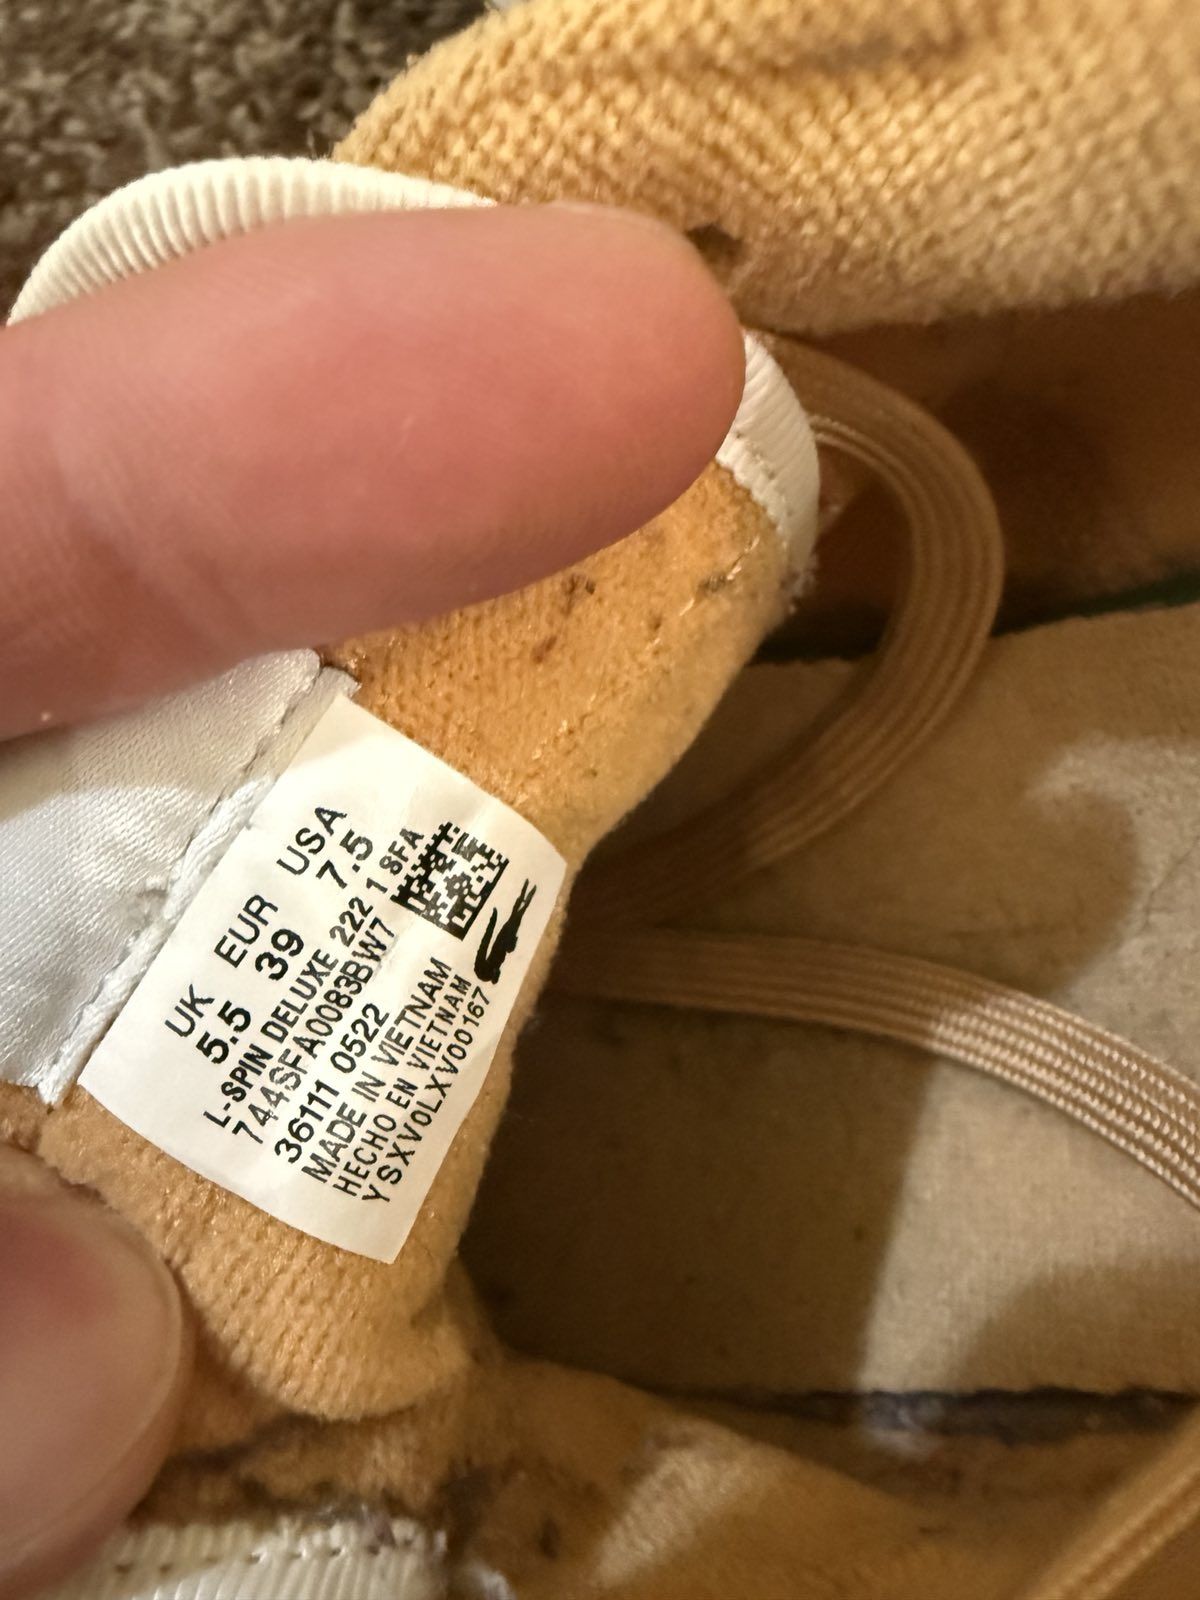 UK EUR USA
5.5 39 7.5
L-SPIN DELUXE 222 1 SFA
744SFA0083BW7
36111 0522
MADE IN VIETNAM
HECHO EN VIETNAM
YSXV0LXV00167